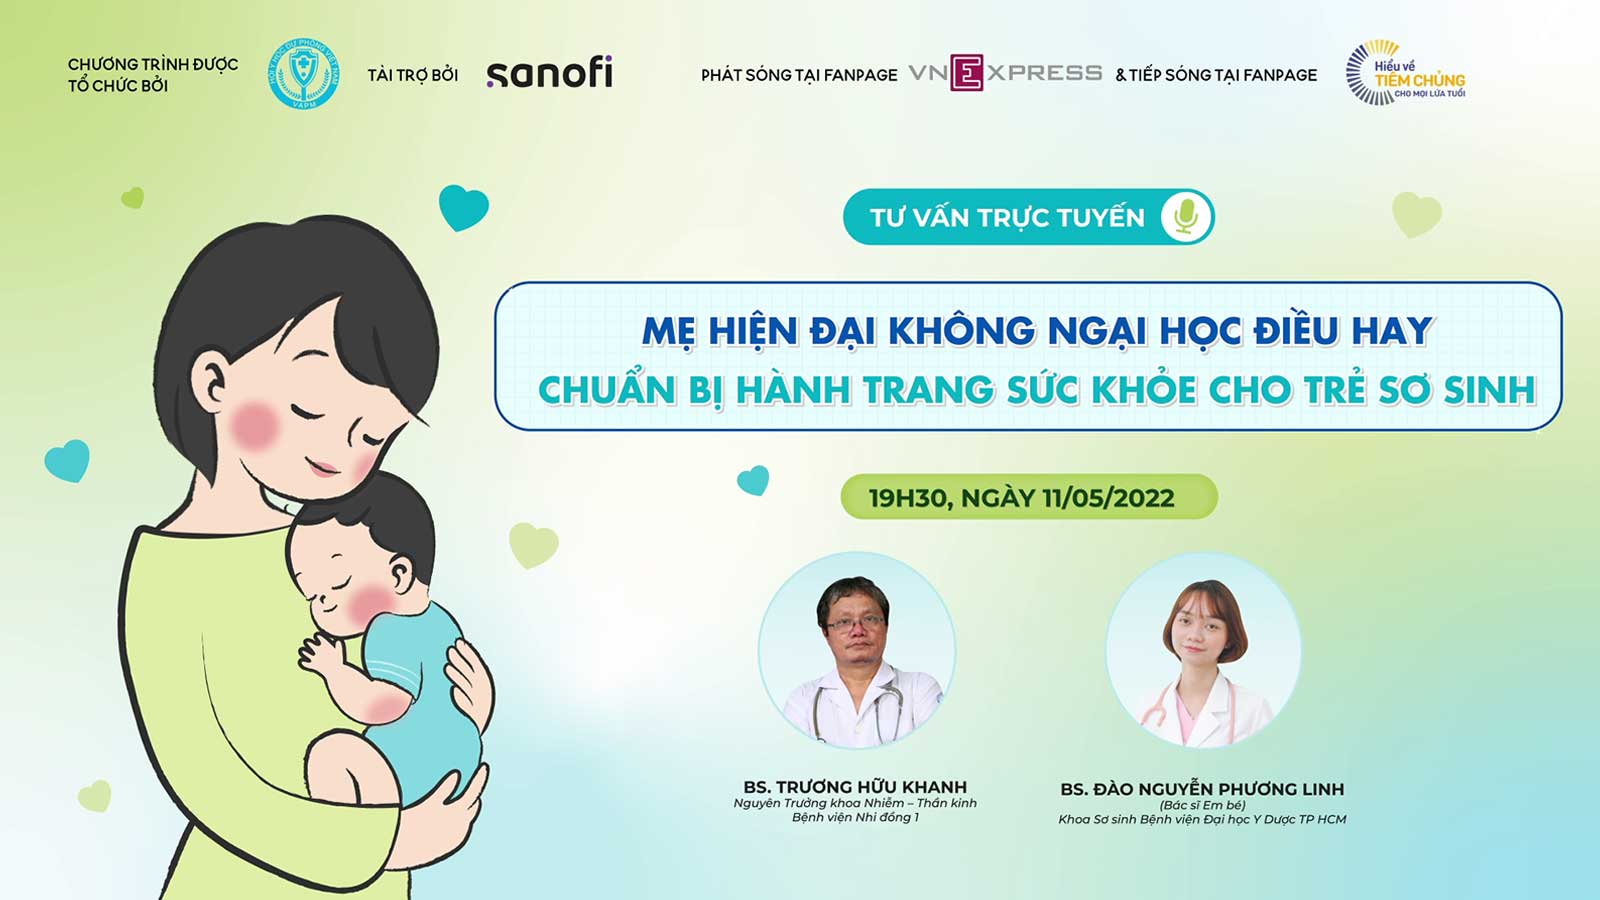 CHƯƠNG TRÌNH ĐƯỢC
TỔ CHỨC BỞI
HỘI Y HỌC DỰ PHÒNG VIỆT NAM
VAPM
TÀI TRỢ BỞI
sanofi
PHÁT SÓNG TẠI FANPAGE
VNEXPRESS
& TIẾP SÓNG TẠI FANPAGE
Hiểu về
TIÊM CHỦNG
CHO MỌI LỨA TUỔI
TƯ VẤN TRỰC TUYẾN
MẸ HIỆN ĐẠI KHÔNG NGẠI HỌC ĐIỀU HAY
CHUẨN BỊ HÀNH TRANG SỨC KHỎE CHO TRẺ SƠ SINH
19H30, NGÀY 11/05/2022
BS. TRƯƠNG HỮU KHANH
Nguyên Trưởng khoa Nhiễm – Thần kinh
Bệnh viện Nhi đồng 1
BS. ĐÀO NGUYỄN PHƯƠNG LINH
(Bác sĩ Em bé)
Khoa Sơ sinh Bệnh viện Đại học Y Dược TP HCM